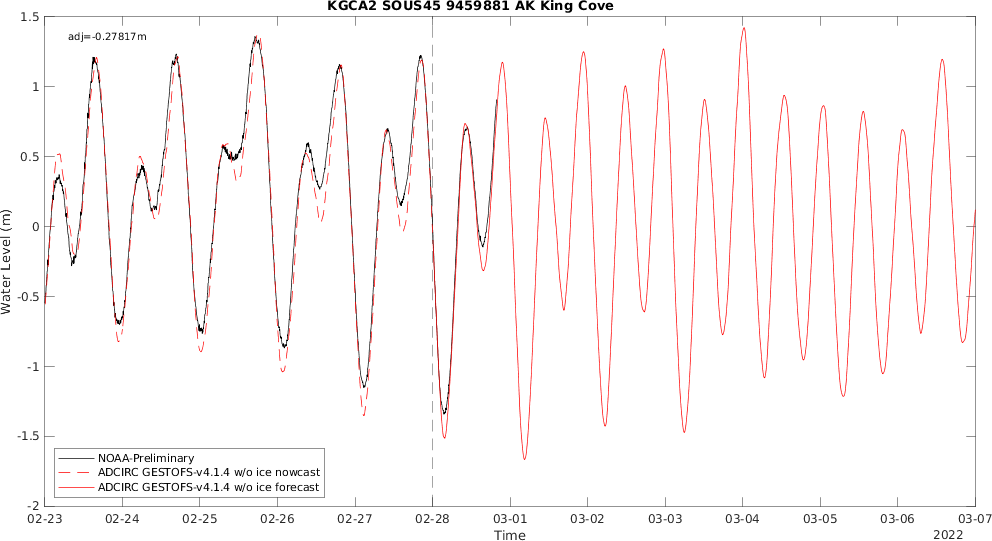 KGCA2 SOUS45 9459881 AK King Cove
adj=-0.27817m
1.5
1
0.5
0
-0.5
-1
-1.5
-2
Water Level (m)
NOAA-Preliminary
ADCIRC GESTOFS-v4.1.4 w/o ice nowcast
ADCIRC GESTOFS-v4.1.4 w/o ice forecast
02-23 02-24 02-25 02-26 02-27 02-28 03-01 03-02 03-03 03-04 03-05 03-06 03-07
Time
2022